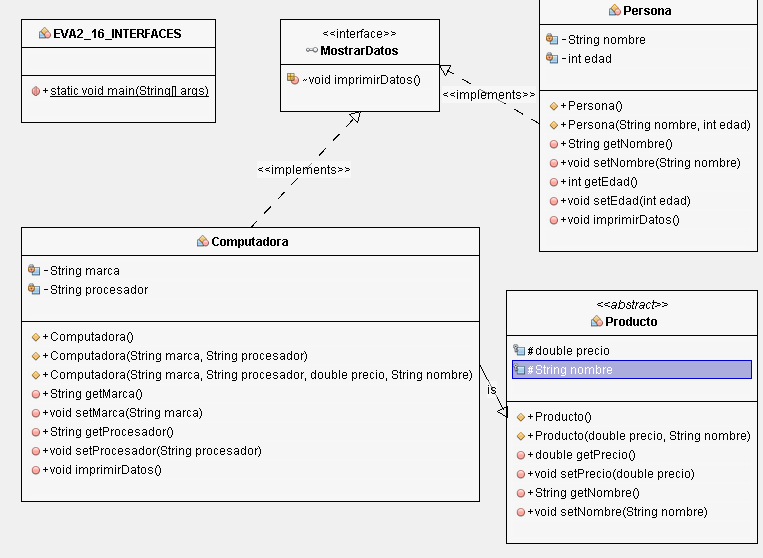 EVA2_16_INTERFACES
+ static void main(String[] args)
<<interface>>
MostrarDatos
~void imprimirDatos()
Persona
-String nombre
-int edad
+Persona()
+Persona(String nombre, int edad)
+String getNombre()
+void setNombre(String nombre)
+int getEdad()
+void setEdad(int edad)
+void imprimirDatos()
<<implements>>
<<implements>>
Computadora
-String marca
-String procesador
+Computadora()
+Computadora(String marca, String procesador)
+Computadora(String marca, String procesador, double precio, String nombre)
+String getMarca()
+void setMarca(String marca)
+String getProcesador()
+void setProcesador(String procesador)
+void imprimirDatos()
is
<<abstract>>
Producto
#double precio
#String nombre
+Producto()
+Producto(double precio, String nombre)
+double getPrecio()
+void setPrecio(double precio)
+String getNombre()
+void setNombre(String nombre)